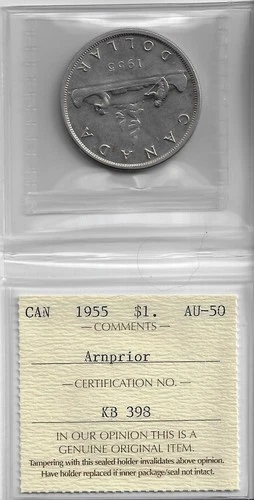 CANADA
1955
DOLLAR
CAN 1955 $1. AU-50
— COMMENTS —
Arnprior
— CERTIFICATION NO. —
KB 398
IN OUR OPINION THIS IS A
GENUINE ORIGINAL ITEM.
Tampering with this sealed holder invalidates above opinion.
Have holder replaced if inner package/seal not intact.